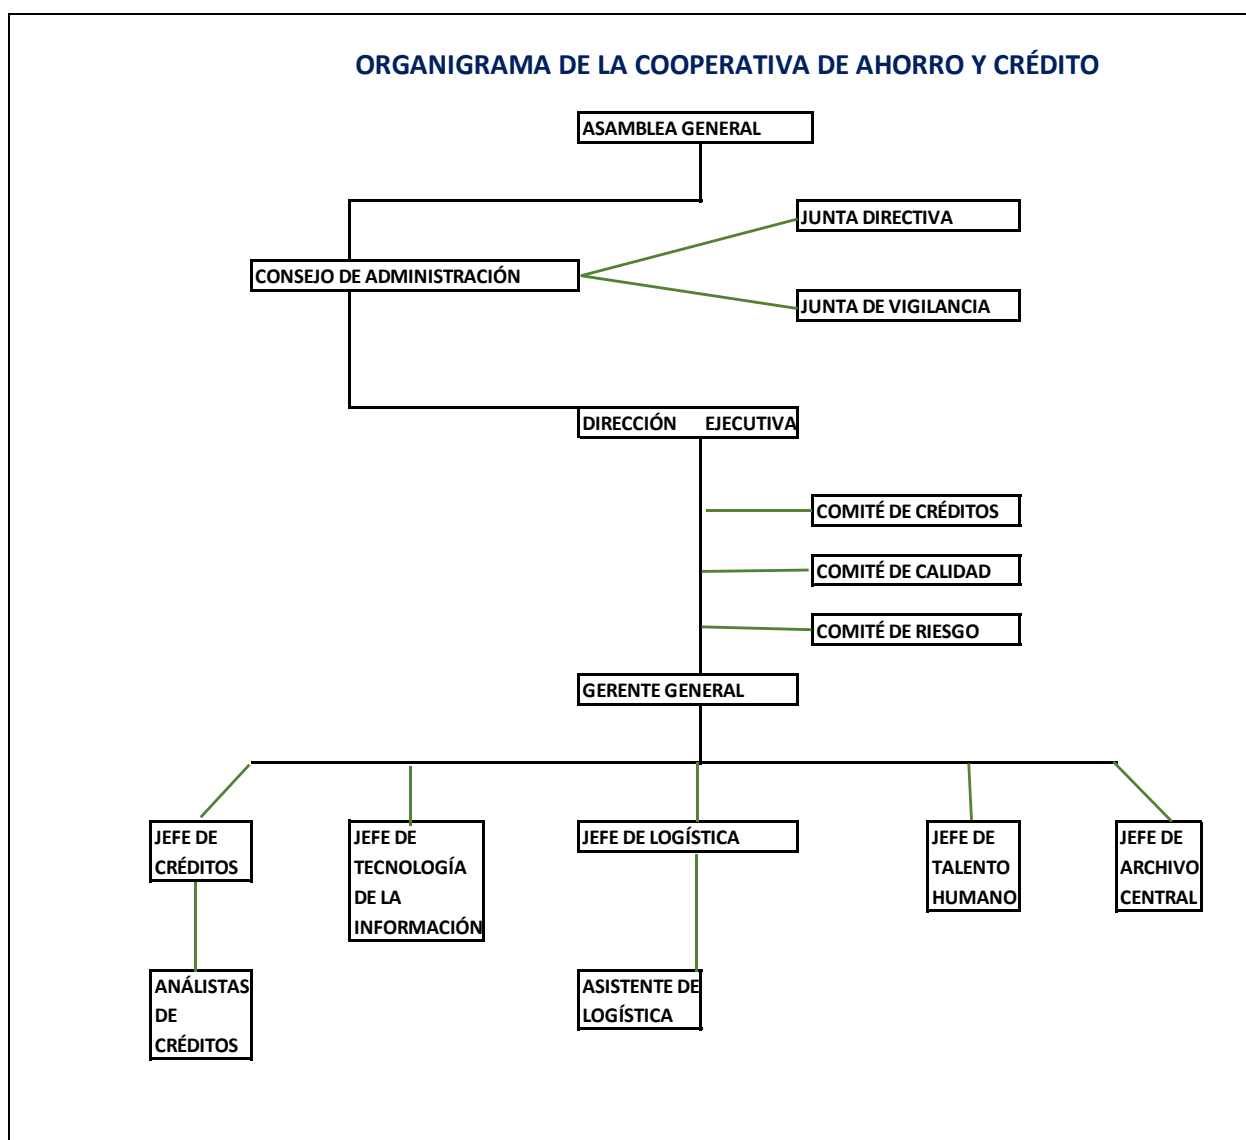 ORGANIGRAMA DE LA COOPERATIVA DE AHORRO Y CRÉDITO
ASAMBLEA GENERAL
JUNTA DIRECTIVA
CONSEJO DE ADMINISTRACIÓN
JUNTA DE VIGILANCIA
DIRECCIÓN EJECUTIVA
COMITÉ DE CRÉDITOS
COMITÉ DE CALIDAD
COMITÉ DE RIESGO
GERENTE GENERAL
JEFE DE
CRÉDITOS
JEFE DE
TECNOLOGÍA
DE LA
INFORMACIÓN
JEFE DE LOGÍSTICA
JEFE DE
TALENTO
HUMANO
JEFE DE
ARCHIVO
CENTRAL
ANÁLISTAS
DE
CRÉDITOS
ASISTENTE DE
LOGÍSTICA